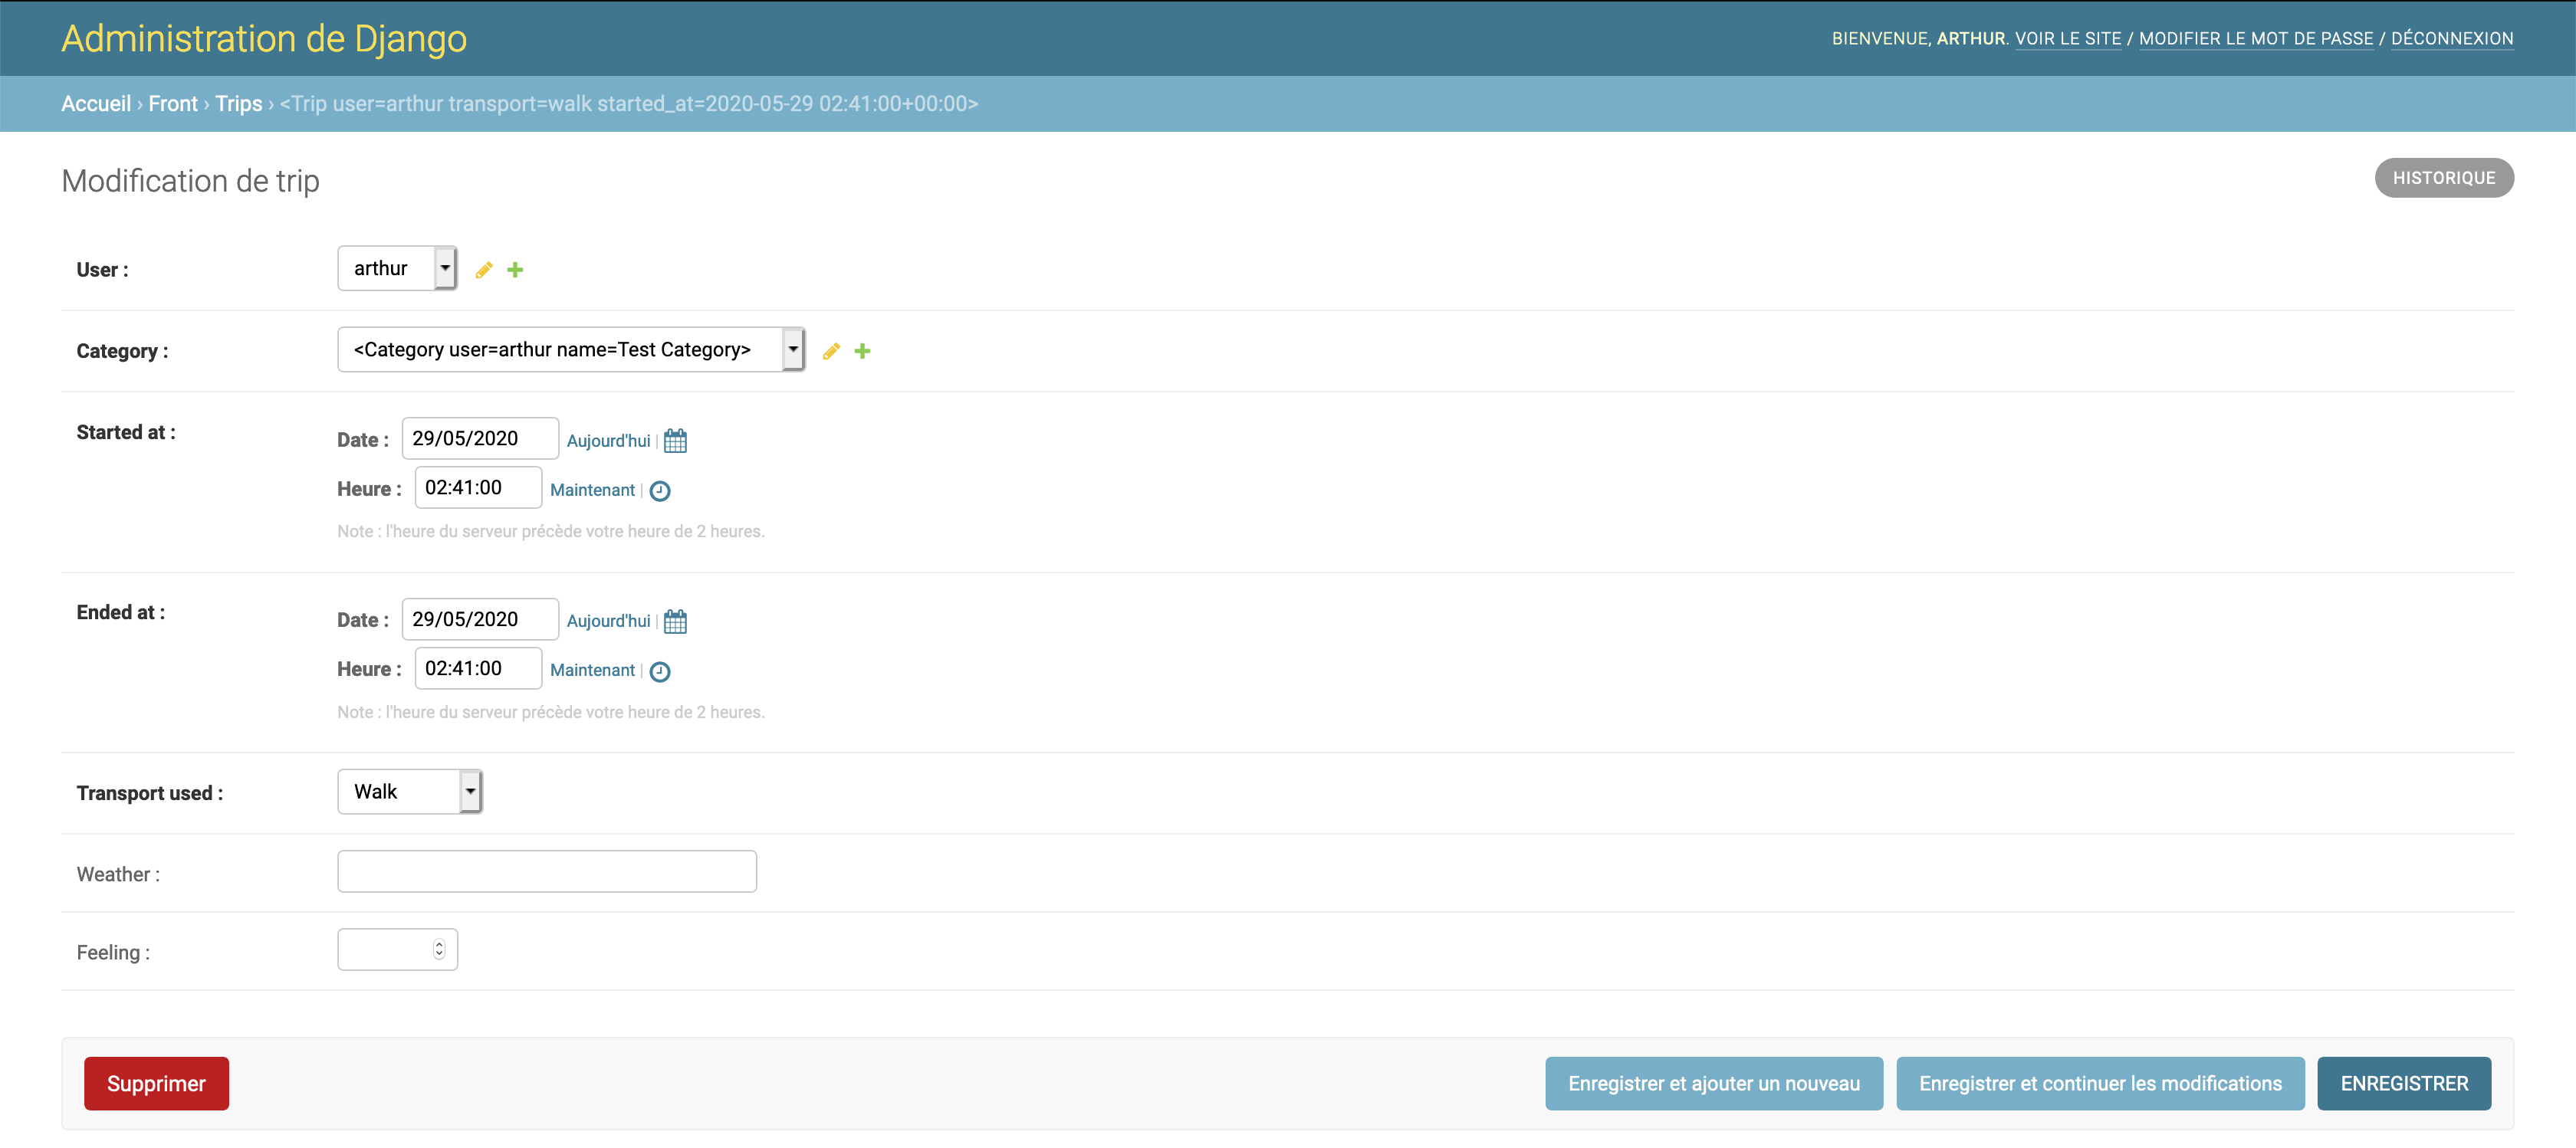 Administration de Django
BIENVENUE, ARTHUR. VOIR LE SITE / MODIFIER LE MOT DE PASSE / DÉCONNEXION
Accueil › Front › Trips › <Trip user=arthur transport=walk started_at=2020-05-29 02:41:00+00:00>
Modification de trip
HISTORIQUE
User : arthur
Category : <Category user=arthur name=Test Category>
Started at : Date : 29/05/2020 Aujourd'hui |
Heure : 02:41:00 Maintenant |
Note : l'heure du serveur précède votre heure de 2 heures.
Ended at : Date : 29/05/2020 Aujourd'hui |
Heure : 02:41:00 Maintenant |
Note : l'heure du serveur précède votre heure de 2 heures.
Transport used : Walk
Weather :
Feeling :
Supprimer
Enregistrer et ajouter un nouveau
Enregistrer et continuer les modifications
ENREGISTRER